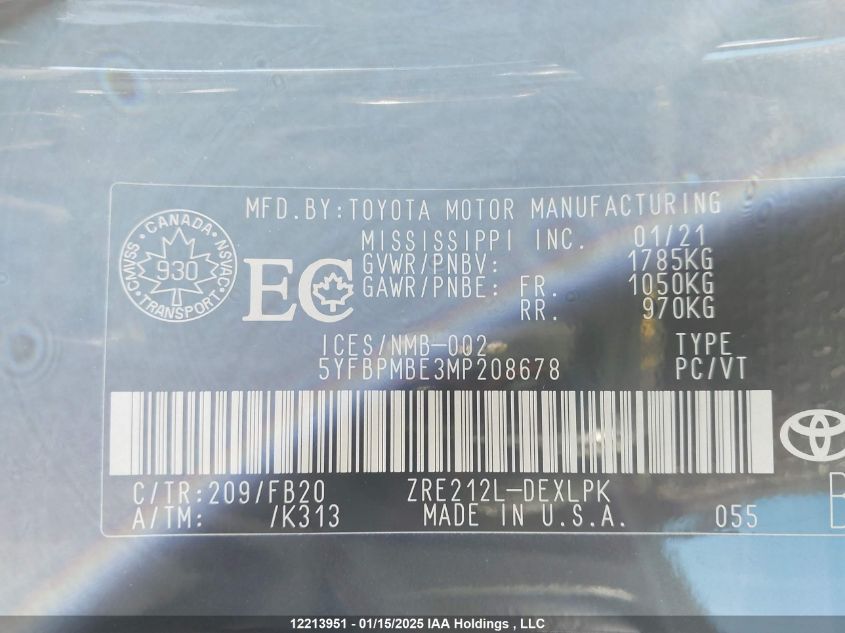 MFD.BY:TOYOTA MOTOR MANUFACTURING
MISSISSIPPI INC. 01/21
GVWR/PNBV: 1785KG
GAWR/PNBE: FR. 1050KG
RR. 970KG
CANADA
CMVSS
930
NSVAC
TRANSPORT
EC
ICES/NMB-002
5YFBPMBE3MP208678
TYPE
PC/VT
C/TR:209/FB20 ZRE212L-DEXLPK
A/TM: /K313 MADE IN U.S.A. 055
12213951 - 01/15/2025 IAA Holdings , LLC